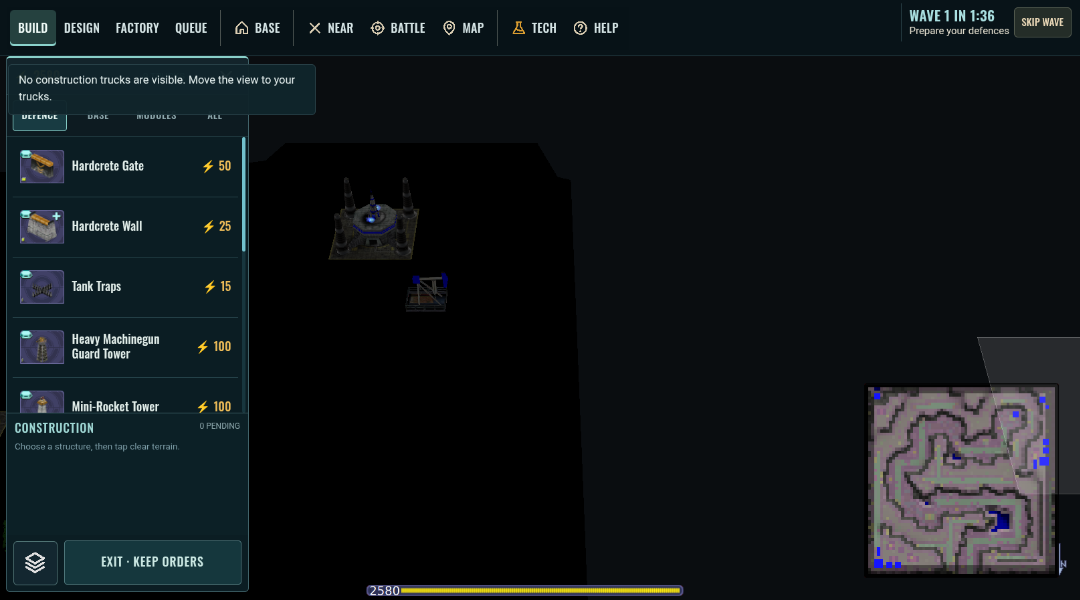 BUILD
DESIGN
FACTORY
QUEUE
BASE
NEAR
BATTLE
MAP
TECH
HELP
WAVE 1 IN 1:36
Prepare your defences
SKIP WAVE
No construction trucks are visible. Move the view to your
trucks.
DEFENCE
BASE
MODULES
ALL
Hardcrete Gate
50
Hardcrete Wall
25
Tank Traps
15
Heavy Machinegun
Guard Tower
100
Mini-Rocket Tower
100
CONSTRUCTION
0 PENDING
Choose a structure, then tap clear terrain.
EXIT · KEEP ORDERS
2580
N